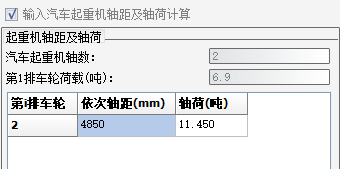 输入汽车起重机轴距及轴荷计算
起重机轴距及轴荷
汽车起重机轴数： 2
第1排车轮荷载(吨)： 6.9
第i排车轮 依次轴距(mm) 轴荷(吨)
2 4850 11.450